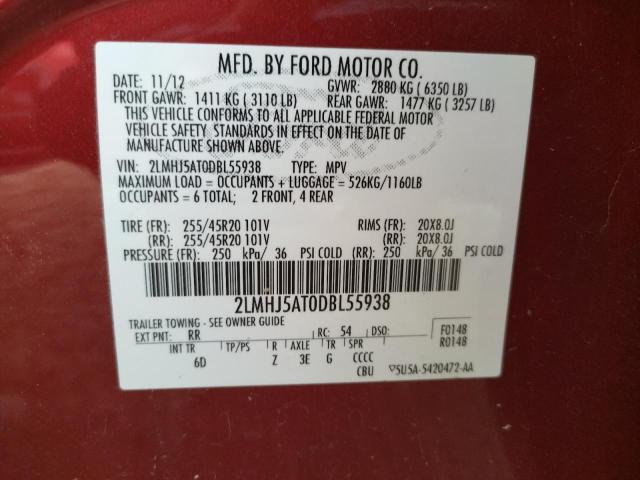 MFD. BY FORD MOTOR CO.
DATE: 11/12 GVWR: 2880 KG ( 6350 LB)
FRONT GAWR: 1411 KG ( 3110 LB) REAR GAWR: 1477 KG ( 3257 LB)
THIS VEHICLE CONFORMS TO ALL APPLICABLE FEDERAL MOTOR
VEHICLE SAFETY STANDARDS IN EFFECT ON THE DATE OF
MANUFACTURE SHOWN ABOVE.
VIN: 2LMHJ5AT0DBL55938 TYPE: MPV
MAXIMUM LOAD = OCCUPANTS + LUGGAGE = 526KG/1160LB
OCCUPANTS = 6 TOTAL; 2 FRONT, 4 REAR
TIRE (FR): 255/45R20 101V RIMS (FR): 20X8.0J
(RR): 255/45R20 101V (RR): 20X8.0J
PRESSURE (FR): 250 kPa/ 36 PSI COLD (RR): 250 kPa/ 36 PSI COLD
2LMHJ5AT0DBL55938
TRAILER TOWING - SEE OWNER GUIDE
EXT PNT: RR RC: 54 DSO: F0148
R0148
INT TR TP/PS R AXLE TR SPR
6D Z 3E G CCCC
CBU 5U5A-5420472-AA